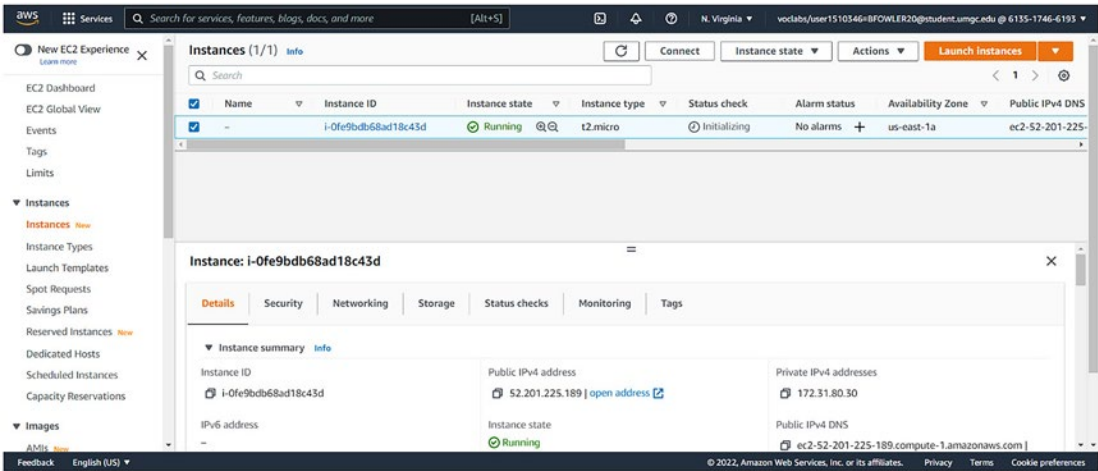 aws Services Search for services, features, blogs, docs, and more [Alt+S] N. Virginia voclabs/user1510346=BFOWLER20@student.umgc.edu @ 6135-1746-6193
New EC2 Experience
Learn more
EC2 Dashboard
EC2 Global View
Events
Tags
Limits
Instances
Instances New
Instance Types
Launch Templates
Spot Requests
Savings Plans
Reserved Instances New
Dedicated Hosts
Scheduled Instances
Capacity Reservations
Images
AMIs New
Instances (1/1) Info
Connect Instance state Actions Launch instances
Search
1
Name Instance ID Instance state Instance type Status check Alarm status Availability Zone Public IPv4 DNS
– i-0fe9bdb68ad18c43d Running t2.micro Initializing No alarms + us-east-1a ec2-52-201-225-
Instance: i-0fe9bdb68ad18c43d
Details Security Networking Storage Status checks Monitoring Tags
Instance summary Info
Instance ID Public IPv4 address Private IPv4 addresses
i-0fe9bdb68ad18c43d 52.201.225.189 | open address 172.31.80.30
IPv6 address Instance state Public IPv4 DNS
– Running ec2-52-201-225-189.compute-1.amazonaws.com |
Feedback English (US) © 2022, Amazon Web Services, Inc. or its affiliates. Privacy Terms Cookie preferences